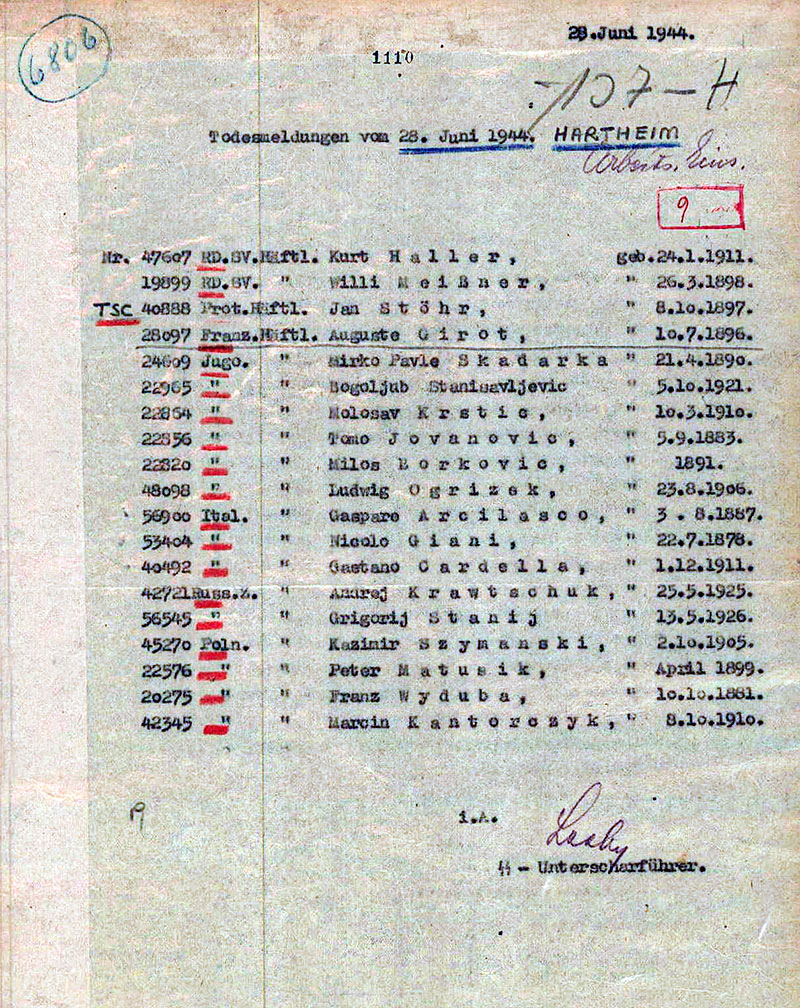 28.Juni 1944.
6806
1110
107-H
Todesmeldungen vom 28. Juni 1944. HARTHEIM
Arbeits. Eins.
9
Nr. 47607 RD.SV.Häftl. Kurt Haller, geb.24.1.1911.
19899 RD.SV. " Willi Meißner, " 26.3.1898.
TSC 40888 Prot.Häftl. Jan Stöhr, " 8.10.1897.
28097 Franz.Häftl. Auguste Girot, " 10.7.1896.
24609 Jugo. " Mirko Pavle Skadarka " 21.4.1890.
22965 " " Bogoljub Stanisavljevic " 5.10.1921.
22864 " " Molosav Krstic, " 10.3.1910.
22856 " " Tomo Jovanovic, " 5.9.1883.
22820 " " Milos Borkovic, " 1891.
48098 " " Ludwig Ogrizek, " 23.8.1906.
56900 Ital. " Gaspare Arcilasco, " 3.8.1887.
53404 " " Nicolo Giani, " 22.7.1878.
40492 " " Gaetano Cardella, " 1.12.1911.
42721Russ.Z. " Andrej Krawtschuk, " 25.5.1925.
56545 " " Grigorij Stanij " 13.5.1926.
45270 Poln. " Kazimir Szymanski, " 2.10.1905.
22576 " " Peter Matusik, " April 1899.
20275 " " Franz Wyduba, " 10.10.1881.
42345 " " Marcin Kantorczyk, " 8.10.1910.
19
i.A.
SS - Unterscharführer.